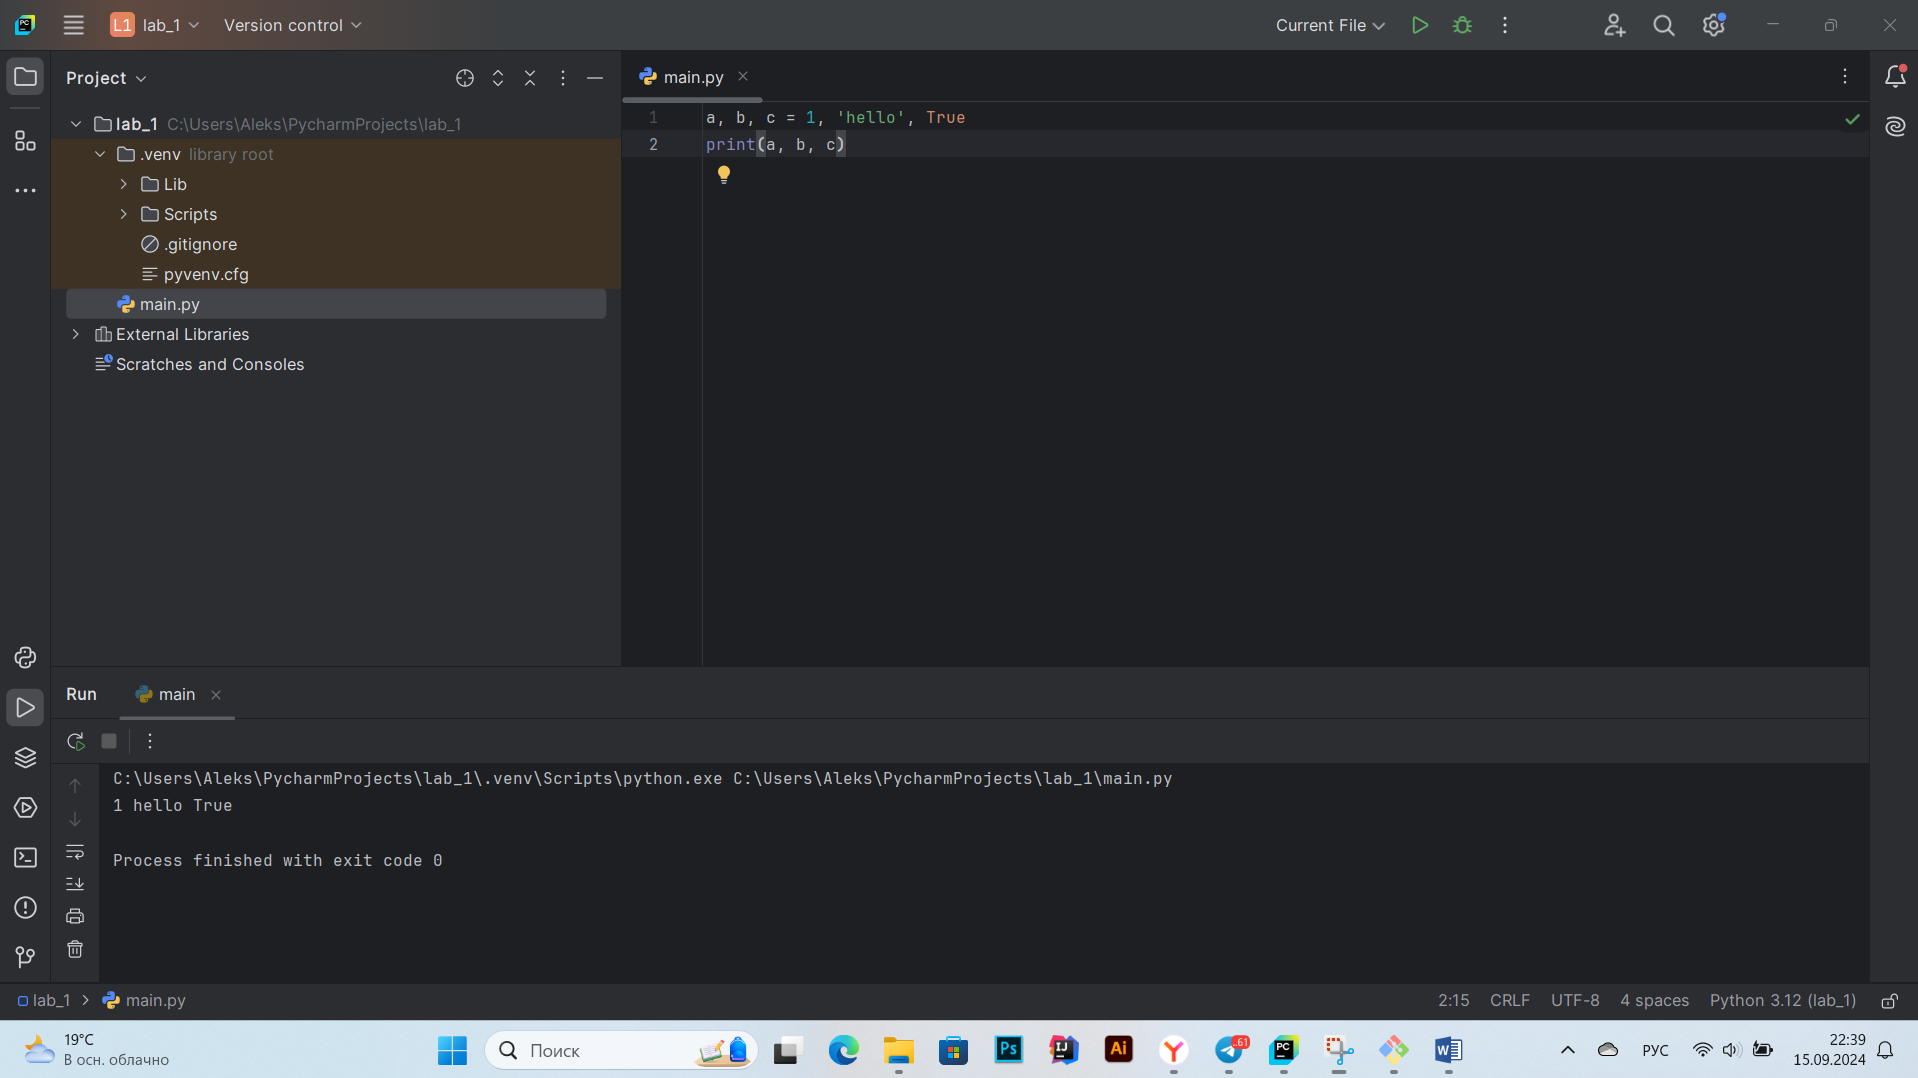 L1 lab_1 Version control Current File
Project
main.py
lab_1 C:\Users\Aleks\PycharmProjects\lab_1
.venv library root
Lib
Scripts
.gitignore
pyvenv.cfg
main.py
External Libraries
Scratches and Consoles
1 a, b, c = 1, 'hello', True
2 print(a, b, c)
Run main
C:\Users\Aleks\PycharmProjects\lab_1\.venv\Scripts\python.exe C:\Users\Aleks\PycharmProjects\lab_1\main.py
1 hello True
Process finished with exit code 0
lab_1 main.py 2:15 CRLF UTF-8 4 spaces Python 3.12 (lab_1)
19°C
В осн. облачно
Поиск
Ps
IJ
Ai
61
PC
W
РУС
22:39
15.09.2024